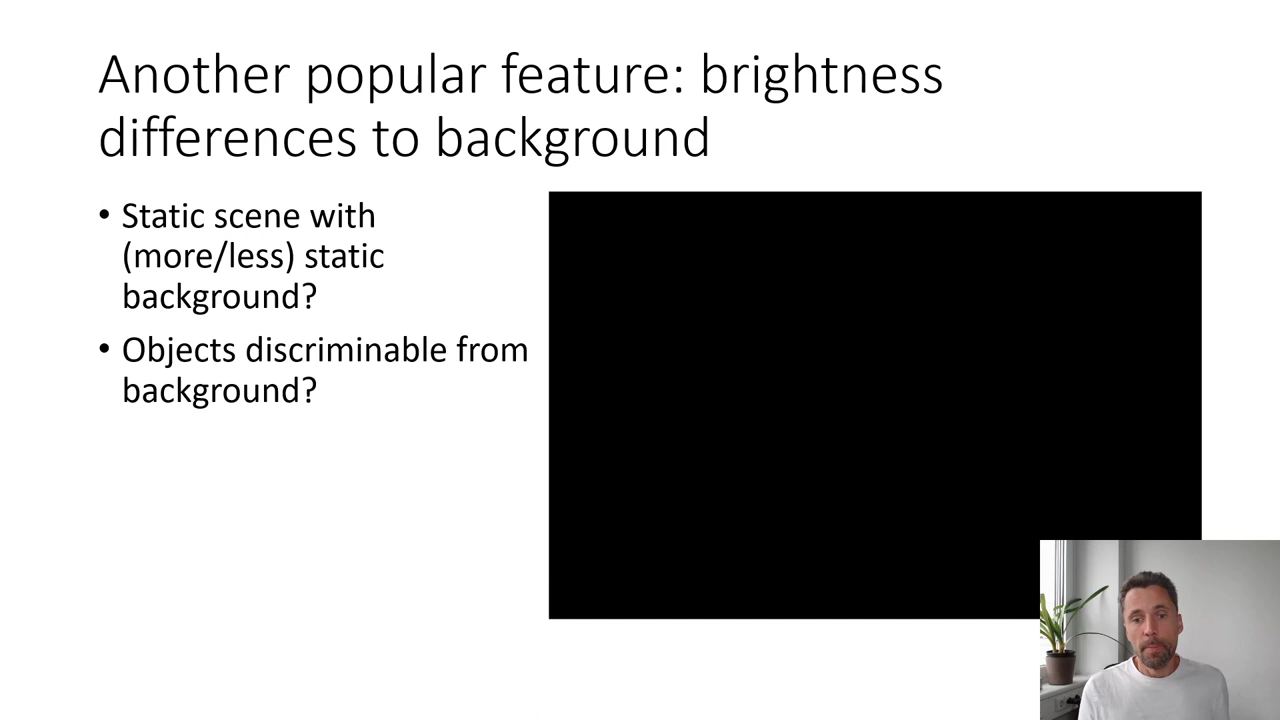 Another popular feature: brightness
differences to background
• Static scene with
(more/less) static
background?
• Objects discriminable from
background?